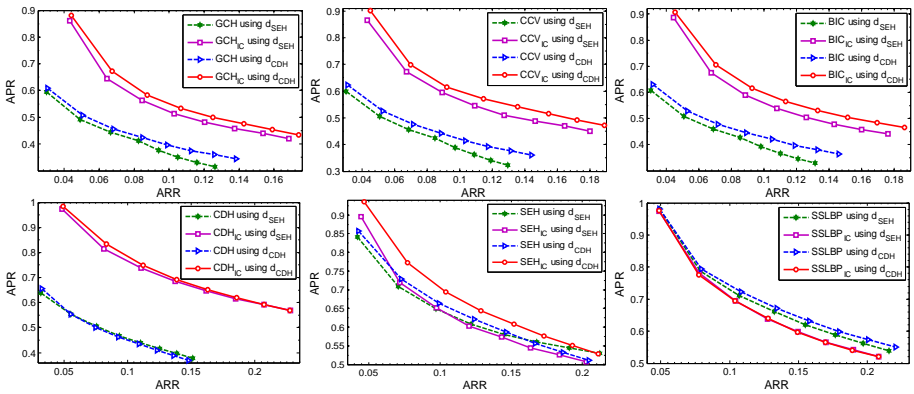 0.9
0.8
0.7
0.6
0.5
0.4
APR
0.04 0.06 0.08 0.1 0.12 0.14 0.16
ARR
GCH using d_SEH
GCH_IC using d_SEH
GCH using d_CDH
GCH_IC using d_CDH
0.9
0.8
0.7
0.6
0.5
0.4
0.3
APR
0.04 0.06 0.08 0.1 0.12 0.14 0.16 0.18
ARR
CCV using d_SEH
CCV_IC using d_SEH
CCV using d_CDH
CCV_IC using d_CDH
0.9
0.8
0.7
0.6
0.5
0.4
0.3
APR
0.04 0.06 0.08 0.1 0.12 0.14 0.16 0.18
ARR
BIC using d_SEH
BIC_IC using d_SEH
BIC using d_CDH
BIC_IC using d_CDH
1
0.9
0.8
0.7
0.6
0.5
0.4
APR
0.05 0.1 0.15 0.2
ARR
CDH using d_SEH
CDH_IC using d_SEH
CDH using d_CDH
CDH_IC using d_CDH
0.9
0.85
0.8
0.75
0.7
0.65
0.6
0.55
0.5
APR
0.05 0.1 0.15 0.2
ARR
SEH using d_SEH
SEH_IC using d_SEH
SEH using d_CDH
SEH_IC using d_CDH
1
0.9
0.8
0.7
0.6
0.5
APR
0.05 0.1 0.15 0.2
ARR
SSLBP using d_SEH
SSLBP_IC using d_SEH
SSLBP using d_CDH
SSLBP_IC using d_CDH